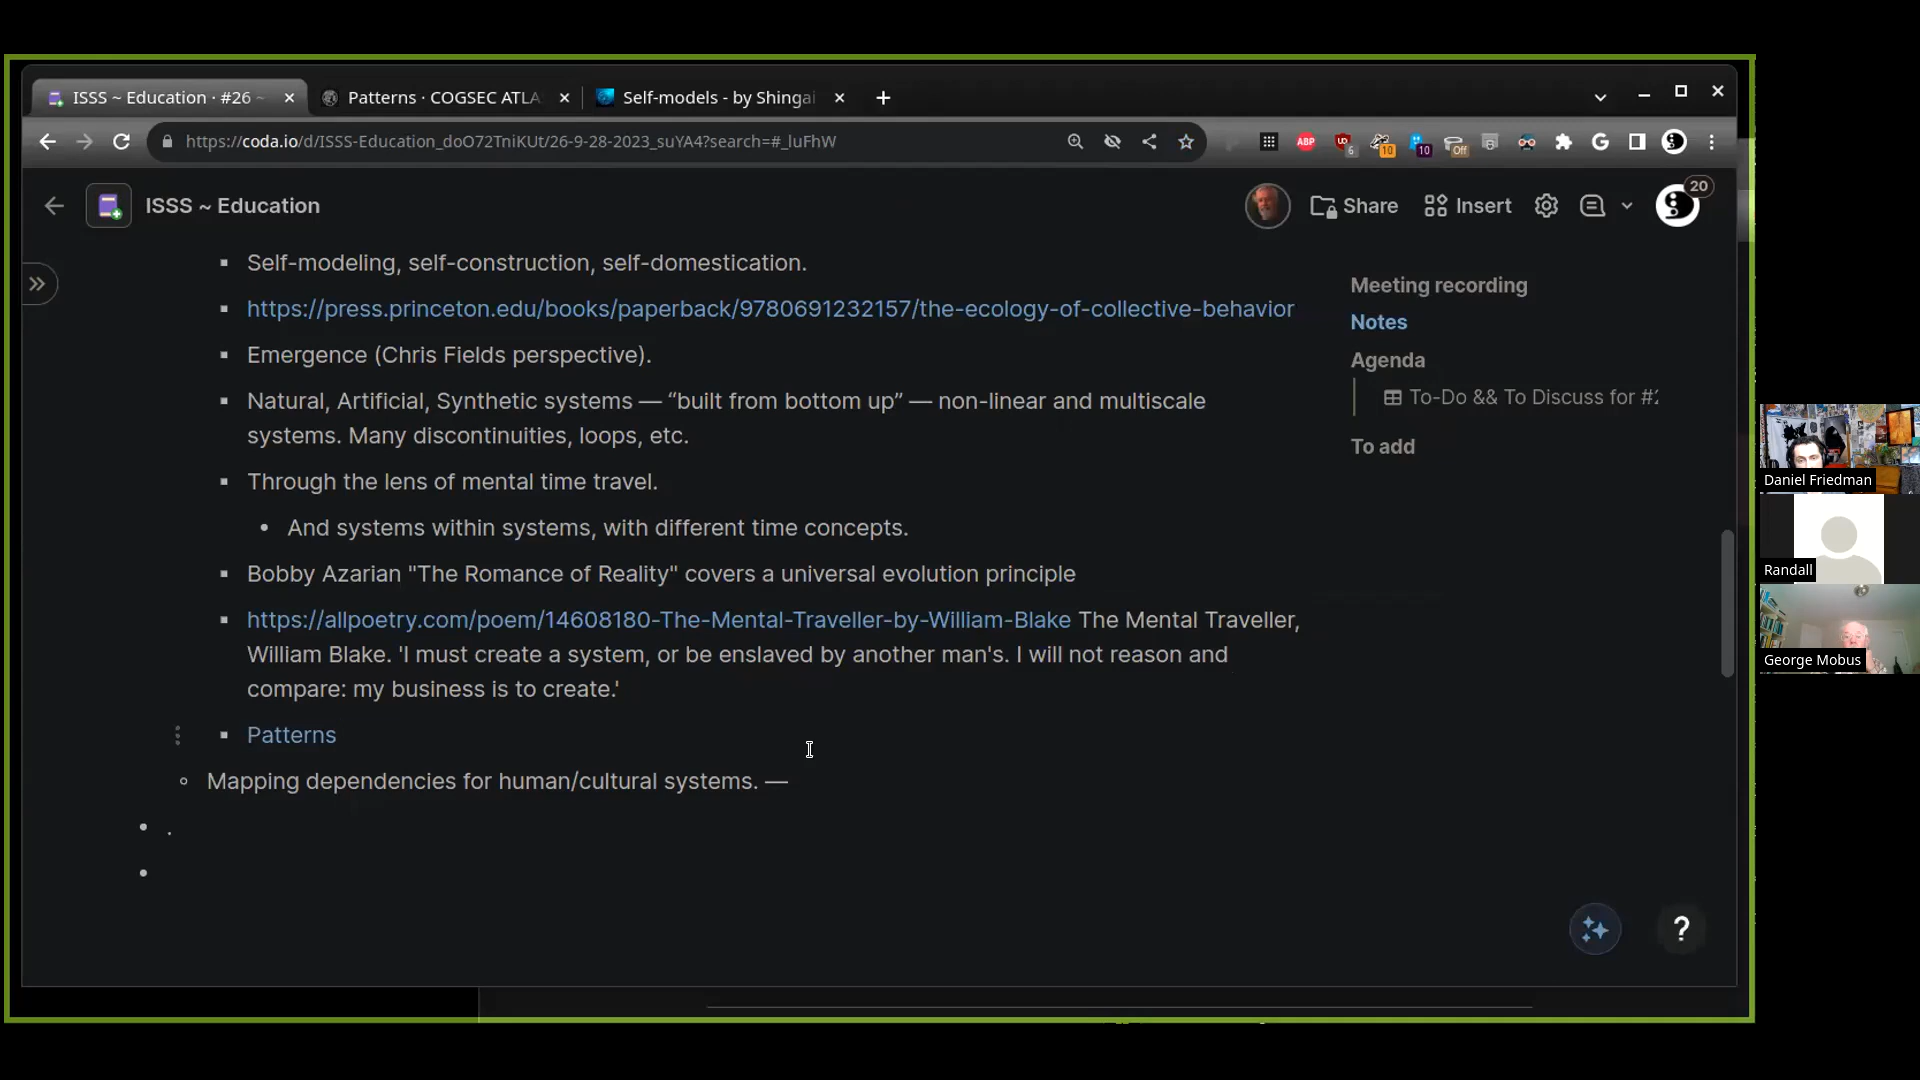 ISSS ~ Education · #26 ~
Patterns · COGSEC ATLA
Self-models - by Shingai
https://coda.io/d/ISSS-Education_doO72TniKUt/26-9-28-2023_suYA4?search=#_luFhW
ABP
6
10
10
Off
ISSS ~ Education
Share
Insert
20
Self-modeling, self-construction, self-domestication.
https://press.princeton.edu/books/paperback/9780691232157/the-ecology-of-collective-behavior
Emergence (Chris Fields perspective).
Natural, Artificial, Synthetic systems — “built from bottom up” — non-linear and multiscale
systems. Many discontinuities, loops, etc.
Through the lens of mental time travel.
And systems within systems, with different time concepts.
Bobby Azarian "The Romance of Reality" covers a universal evolution principle
https://allpoetry.com/poem/14608180-The-Mental-Traveller-by-William-Blake The Mental Traveller,
William Blake. 'I must create a system, or be enslaved by another man's. I will not reason and
compare: my business is to create.'
Patterns
Mapping dependencies for human/cultural systems. —
.
Meeting recording
Notes
Agenda
To-Do && To Discuss for #2
To add
Daniel Friedman
Randall
George Mobus